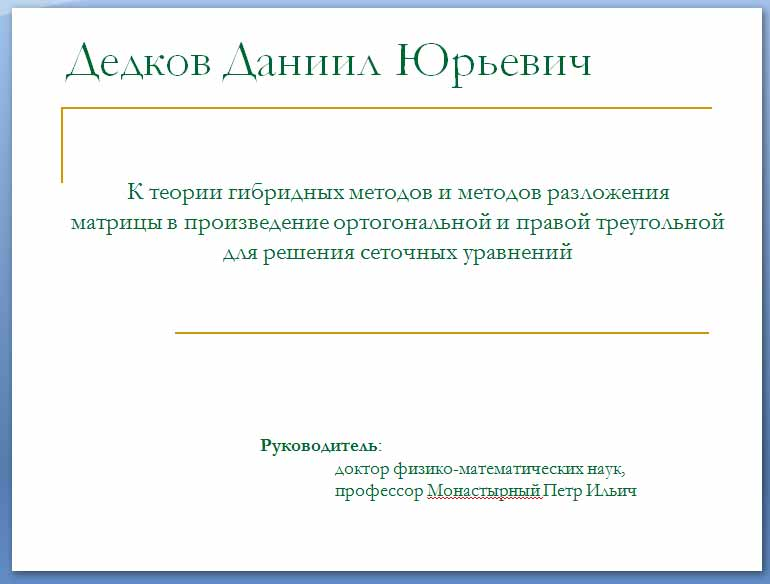 Дедков Даниил Юрьевич
К теории гибридных методов и методов разложения
матрицы в произведение ортогональной и правой треугольной
для решения сеточных уравнений
Руководитель:
доктор физико-математических наук,
профессор Монастырный Петр Ильич